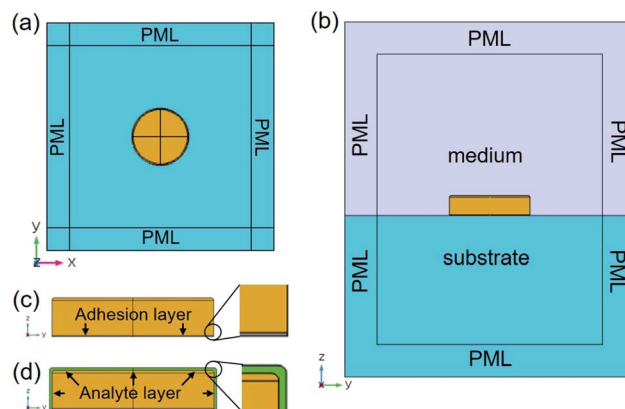 (a)
PML
PML
PML
PML
y
z
x
(b)
PML
PML
PML
medium
substrate
PML
PML
PML
z
x
y
(c)
Adhesion layer
z
y
(d)
Analyte layer
z
y